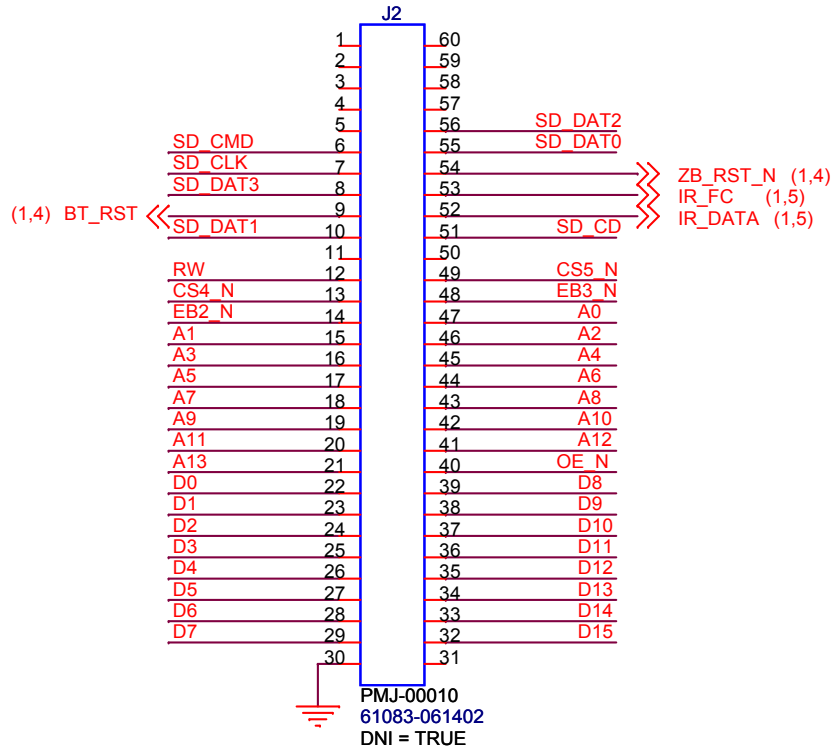 J2
1 60
2 59
3 58
4 57
5 56 SD_DAT2
SD_CMD 6 55 SD_DAT0
SD_CLK 7 54 ZB_RST_N (1,4)
SD_DAT3 8 53 IR_FC (1,5)
(1,4) BT_RST 9 52 IR_DATA (1,5)
SD_DAT1 10 51 SD_CD
11 50
RW 12 49 CS5_N
CS4_N 13 48 EB3_N
EB2_N 14 47 A0
A1 15 46 A2
A3 16 45 A4
A5 17 44 A6
A7 18 43 A8
A9 19 42 A10
A11 20 41 A12
A13 21 40 OE_N
D0 22 39 D8
D1 23 38 D9
D2 24 37 D10
D3 25 36 D11
D4 26 35 D12
D5 27 34 D13
D6 28 33 D14
D7 29 32 D15
30 31
PMJ-00010
61083-061402
DNI = TRUE